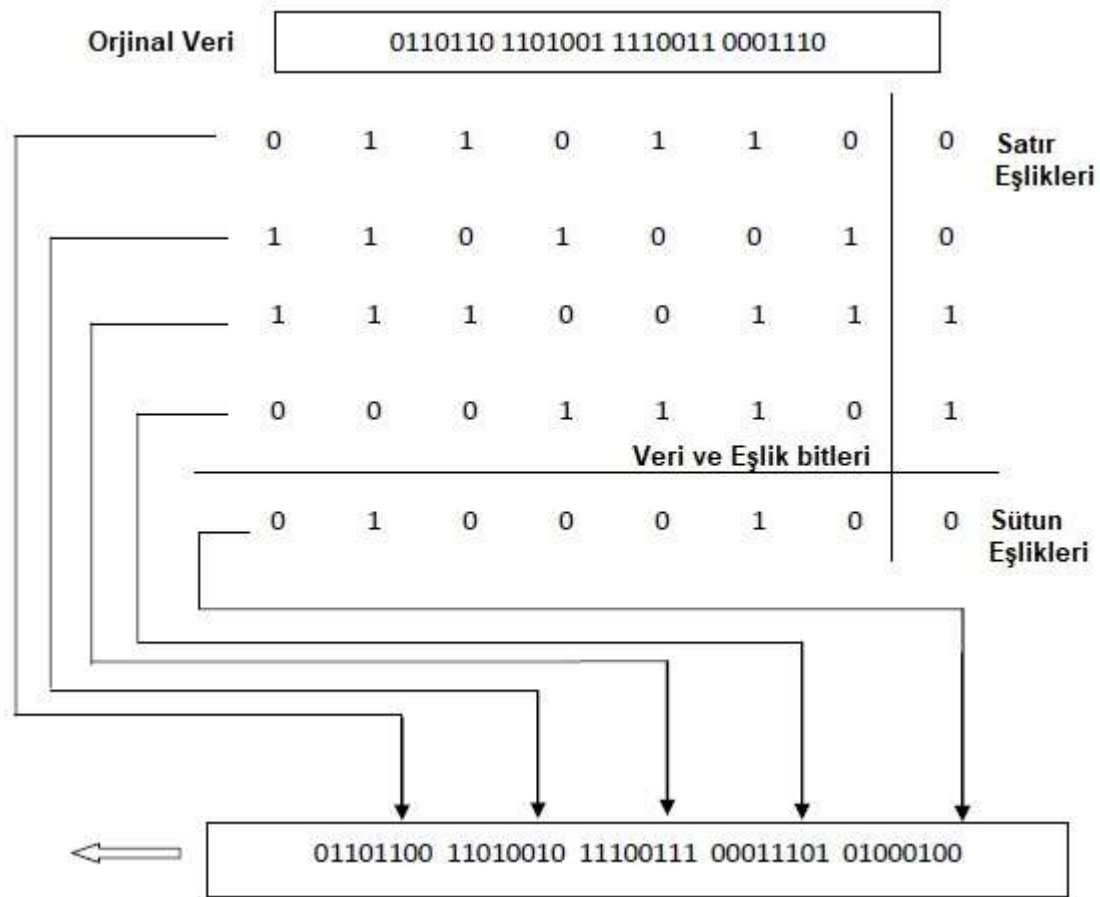 Orjinal Veri
0110110 1101001 1110011 0001110
0 1 1 0 1 1 0 0 Satır
Eşlikleri
1 1 0 1 0 0 1 0
1 1 1 0 0 1 1 1
0 0 0 1 1 1 0 1
Veri ve Eşlik bitleri
0 1 0 0 0 1 0 0 Sütun
Eşlikleri
01101100 11010010 11100111 00011101 01000100